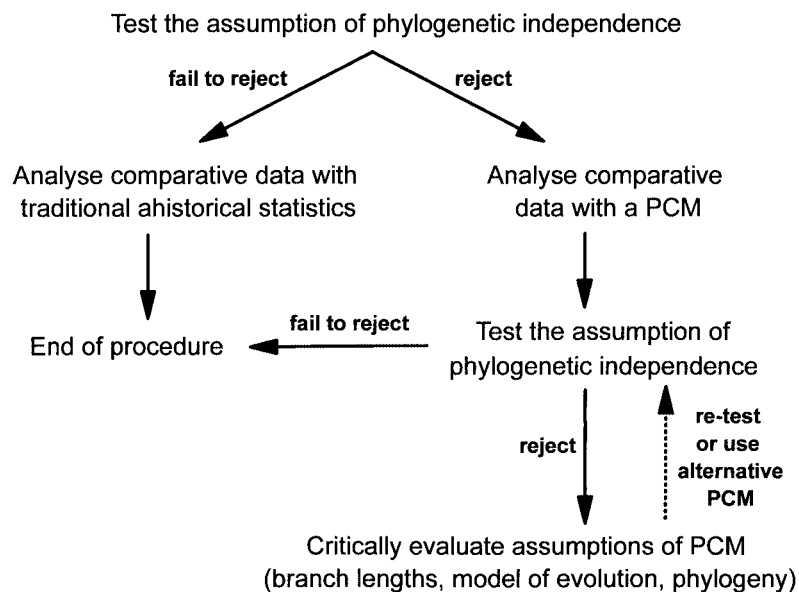 Test the assumption of phylogenetic independence
fail to reject
reject
Analyse comparative data with
traditional ahistorical statistics
Analyse comparative
data with a PCM
End of procedure
fail to reject
Test the assumption of
phylogenetic independence
reject
re-test
or use
alternative
PCM
Critically evaluate assumptions of PCM
(branch lengths, model of evolution, phylogeny)